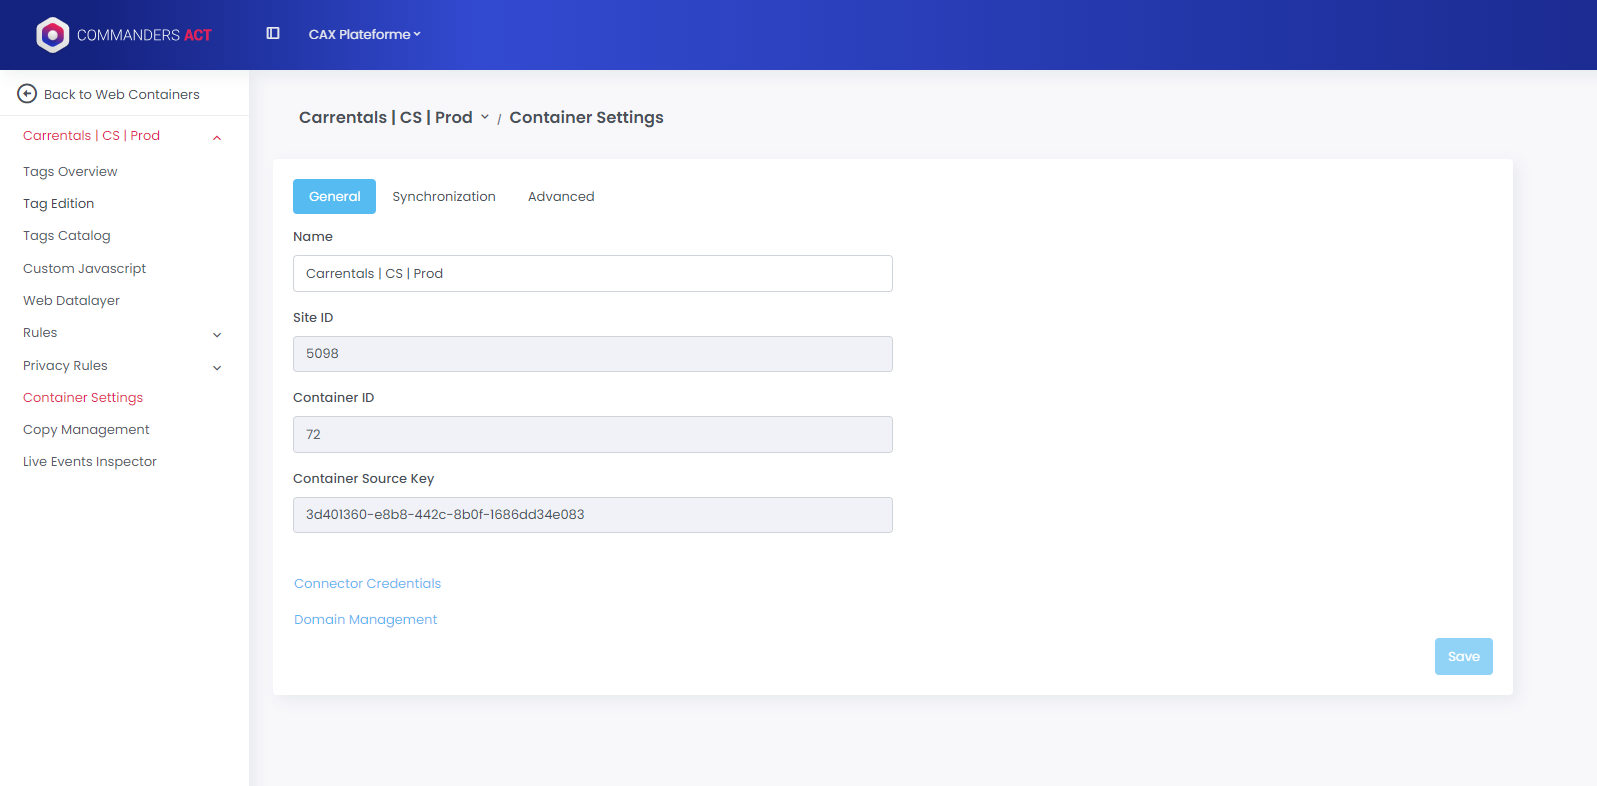 COMMANDERS ACT
CAX Plateforme
Back to Web Containers
Carrentals | CS | Prod
Tags Overview
Tag Edition
Tags Catalog
Custom Javascript
Web Datalayer
Rules
Privacy Rules
Container Settings
Copy Management
Live Events Inspector
Carrentals | CS | Prod / Container Settings
General Synchronization Advanced
Name
Carrentals | CS | Prod
Site ID
5098
Container ID
72
Container Source Key
3d401360-e8b8-442c-8b0f-1686dd34e083
Connector Credentials
Domain Management
Save